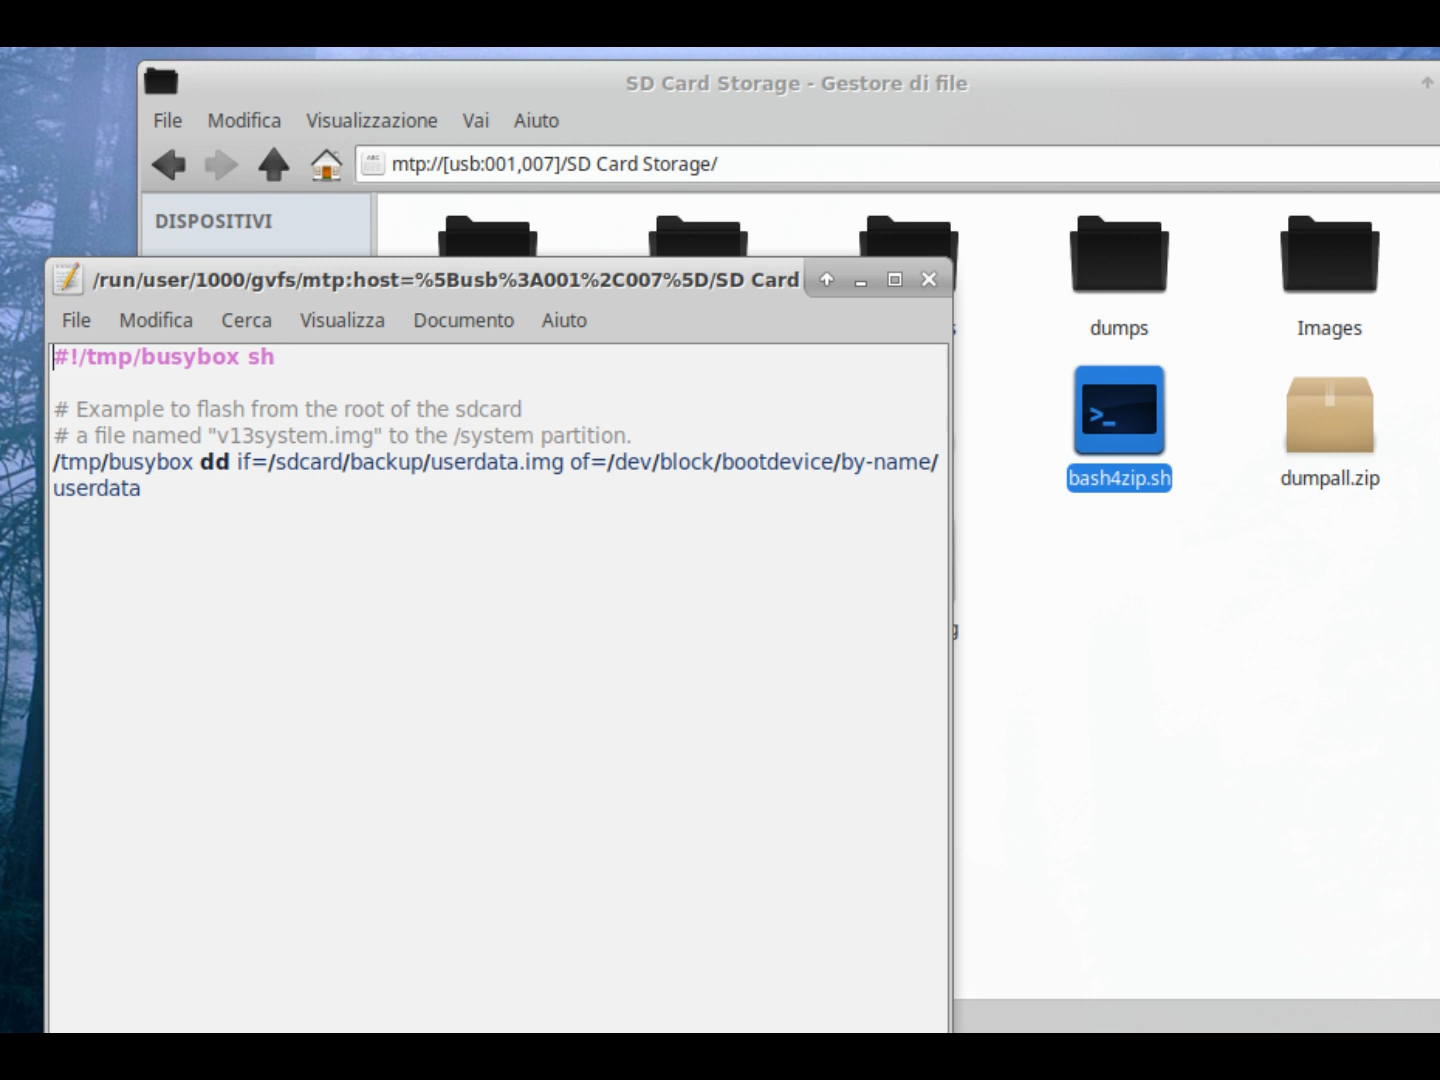 SD Card Storage - Gestore di file
File Modifica Visualizzazione Vai Aiuto
mtp://[usb:001,007]/SD Card Storage/
DISPOSITIVI
dumps
Images
bash4zip.sh
dumpall.zip
/run/user/1000/gvfs/mtp:host=%5Busb%3A001%2C007%5D/SD Card
File Modifica Cerca Visualizza Documento Aiuto
#!/tmp/busybox sh
# Example to flash from the root of the sdcard
# a file named "v13system.img" to the /system partition.
/tmp/busybox dd if=/sdcard/backup/userdata.img of=/dev/block/bootdevice/by-name/
userdata